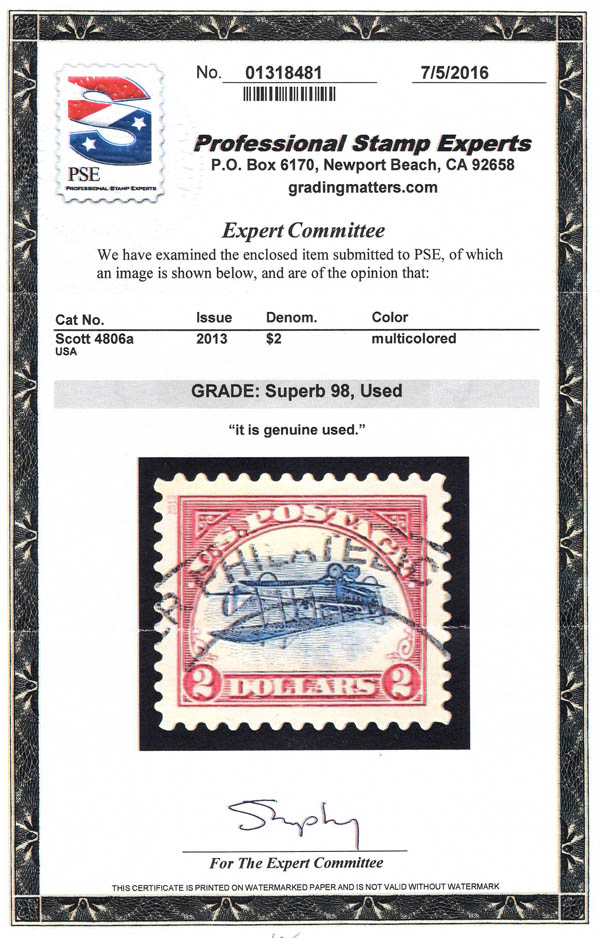 No. 01318481 7/5/2016
PSE
PROFESSIONAL STAMP EXPERTS
Professional Stamp Experts
P.O. Box 6170, Newport Beach, CA 92658
gradingmatters.com
Expert Committee
We have examined the enclosed item submitted to PSE, of which
an image is shown below, and are of the opinion that:
Cat No. Issue Denom. Color
Scott 4806a 2013 $2 multicolored
USA
GRADE: Superb 98, Used
“it is genuine used.”
2013
U.S. POSTAGE
PHILATELIC
2 DOLLARS 2
For The Expert Committee
THIS CERTIFICATE IS PRINTED ON WATERMARKED PAPER AND IS NOT VALID WITHOUT WATERMARK